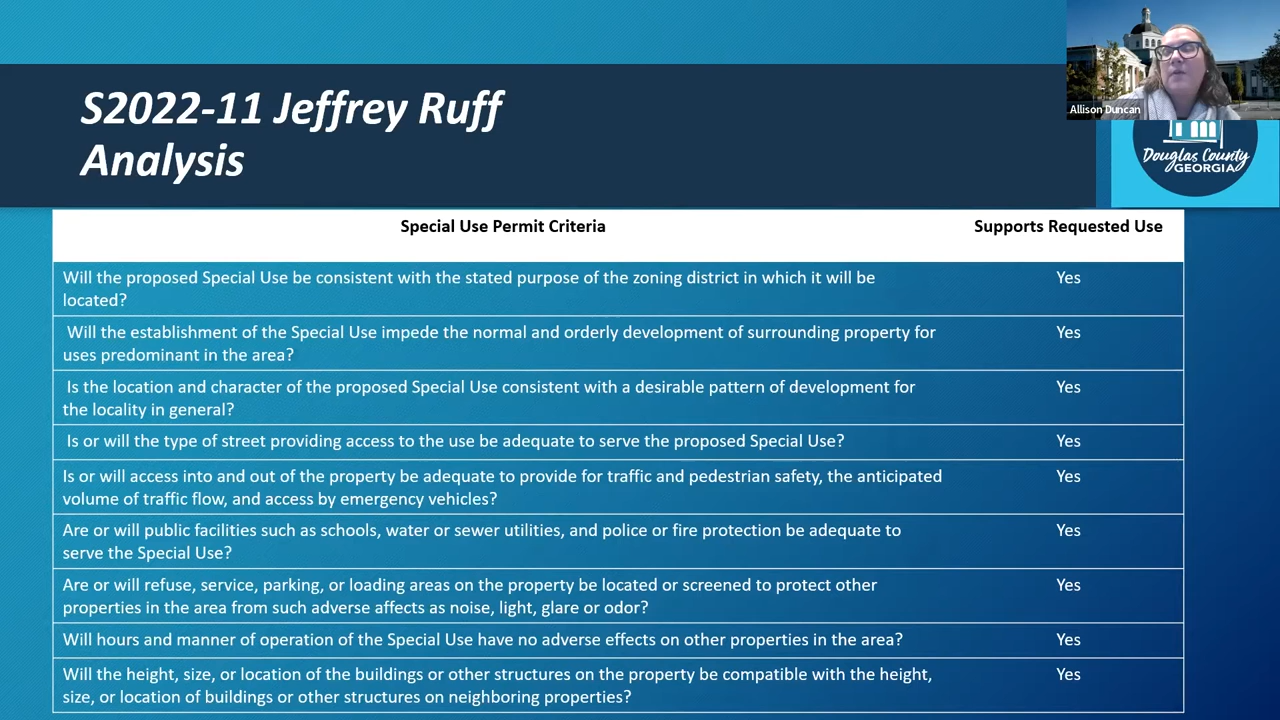 S2022-11 Jeffrey Ruff
Analysis
Allison Duncan
Douglas County
GEORGIA
Special Use Permit Criteria
Supports Requested Use
Will the proposed Special Use be consistent with the stated purpose of the zoning district in which it will be
located?
Yes
Will the establishment of the Special Use impede the normal and orderly development of surrounding property for
uses predominant in the area?
Yes
Is the location and character of the proposed Special Use consistent with a desirable pattern of development for
the locality in general?
Yes
Is or will the type of street providing access to the use be adequate to serve the proposed Special Use?
Yes
Is or will access into and out of the property be adequate to provide for traffic and pedestrian safety, the anticipated
volume of traffic flow, and access by emergency vehicles?
Yes
Are or will public facilities such as schools, water or sewer utilities, and police or fire protection be adequate to
serve the Special Use?
Yes
Are or will refuse, service, parking, or loading areas on the property be located or screened to protect other
properties in the area from such adverse affects as noise, light, glare or odor?
Yes
Will hours and manner of operation of the Special Use have no adverse effects on other properties in the area?
Yes
Will the height, size, or location of the buildings or other structures on the property be compatible with the height,
size, or location of buildings or other structures on neighboring properties?
Yes